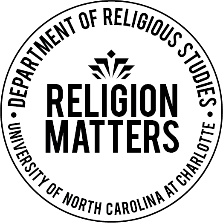 • DEPARTMENT OF RELIGIOUS STUDIES •
RELIGION
MATTERS
UNIVERSITY OF NORTH CAROLINA AT CHARLOTTE